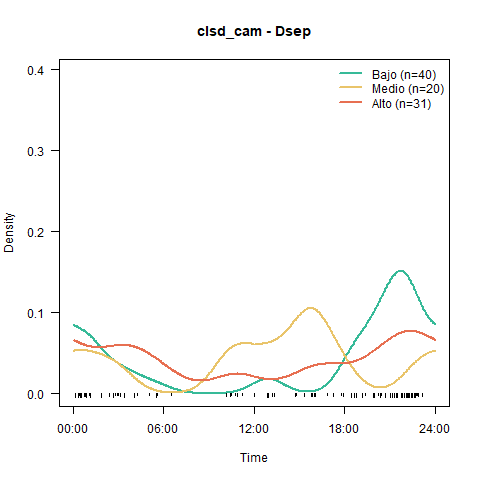 clsd_cam - Dsep
Bajo (n=40)
Medio (n=20)
Alto (n=31)
0.4
0.3
0.2
0.1
0.0
Density
00:00 06:00 12:00 18:00 24:00
Time